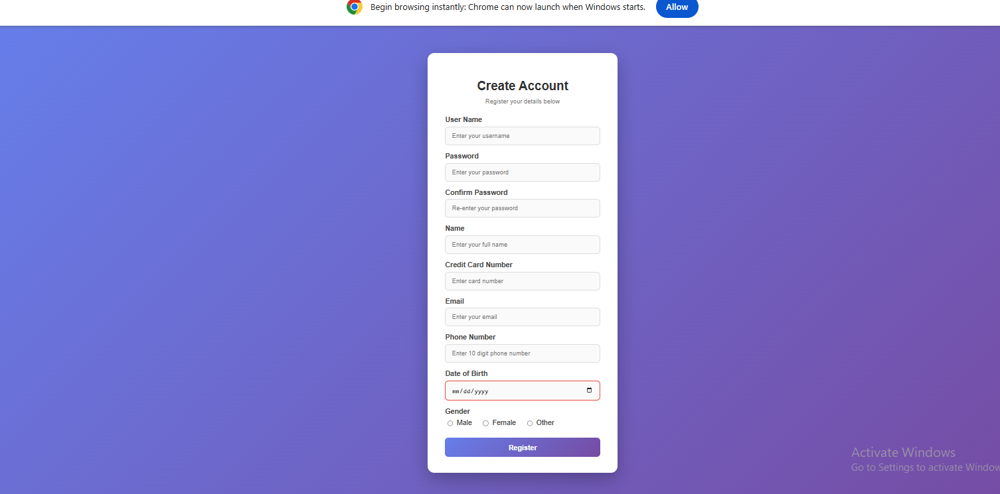 Begin browsing instantly: Chrome can now launch when Windows starts. Allow
Create Account
Register your details below
User Name
Enter your username
Password
Enter your password
Confirm Password
Re-enter your password
Name
Enter your full name
Credit Card Number
Enter card number
Email
Enter your email
Phone Number
Enter 10 digit phone number
Date of Birth
mm/dd/yyyy
Gender
Male Female Other
Register
Activate Windows
Go to Settings to activate Window